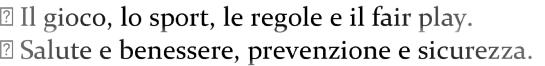 ⍰ Il gioco, lo sport, le regole e il fair play.
⍰ Salute e benessere, prevenzione e sicurezza.